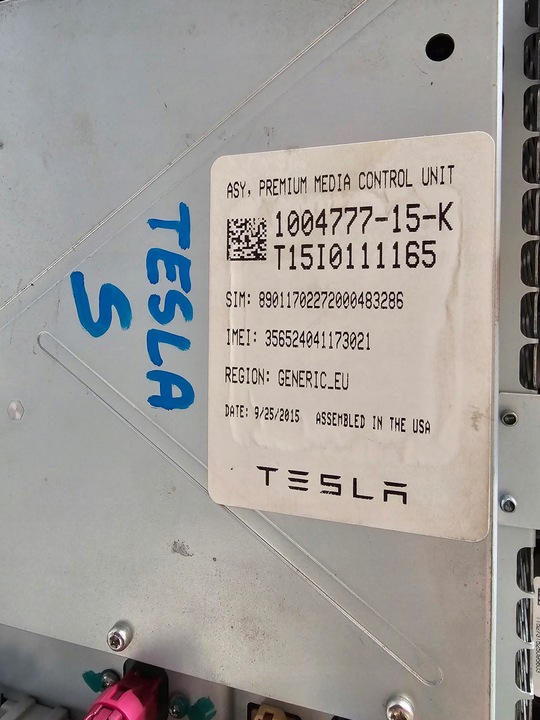 ASY, PREMIUM MEDIA CONTROL UNIT
1004777-15-K
T15I0111165
SIM: 89011702272000483286
IMEI: 356524041173021
REGION: GENERIC_EU
DATE: 9/25/2015 ASSEMBLED IN THE USA
TESLA
TESLA
S